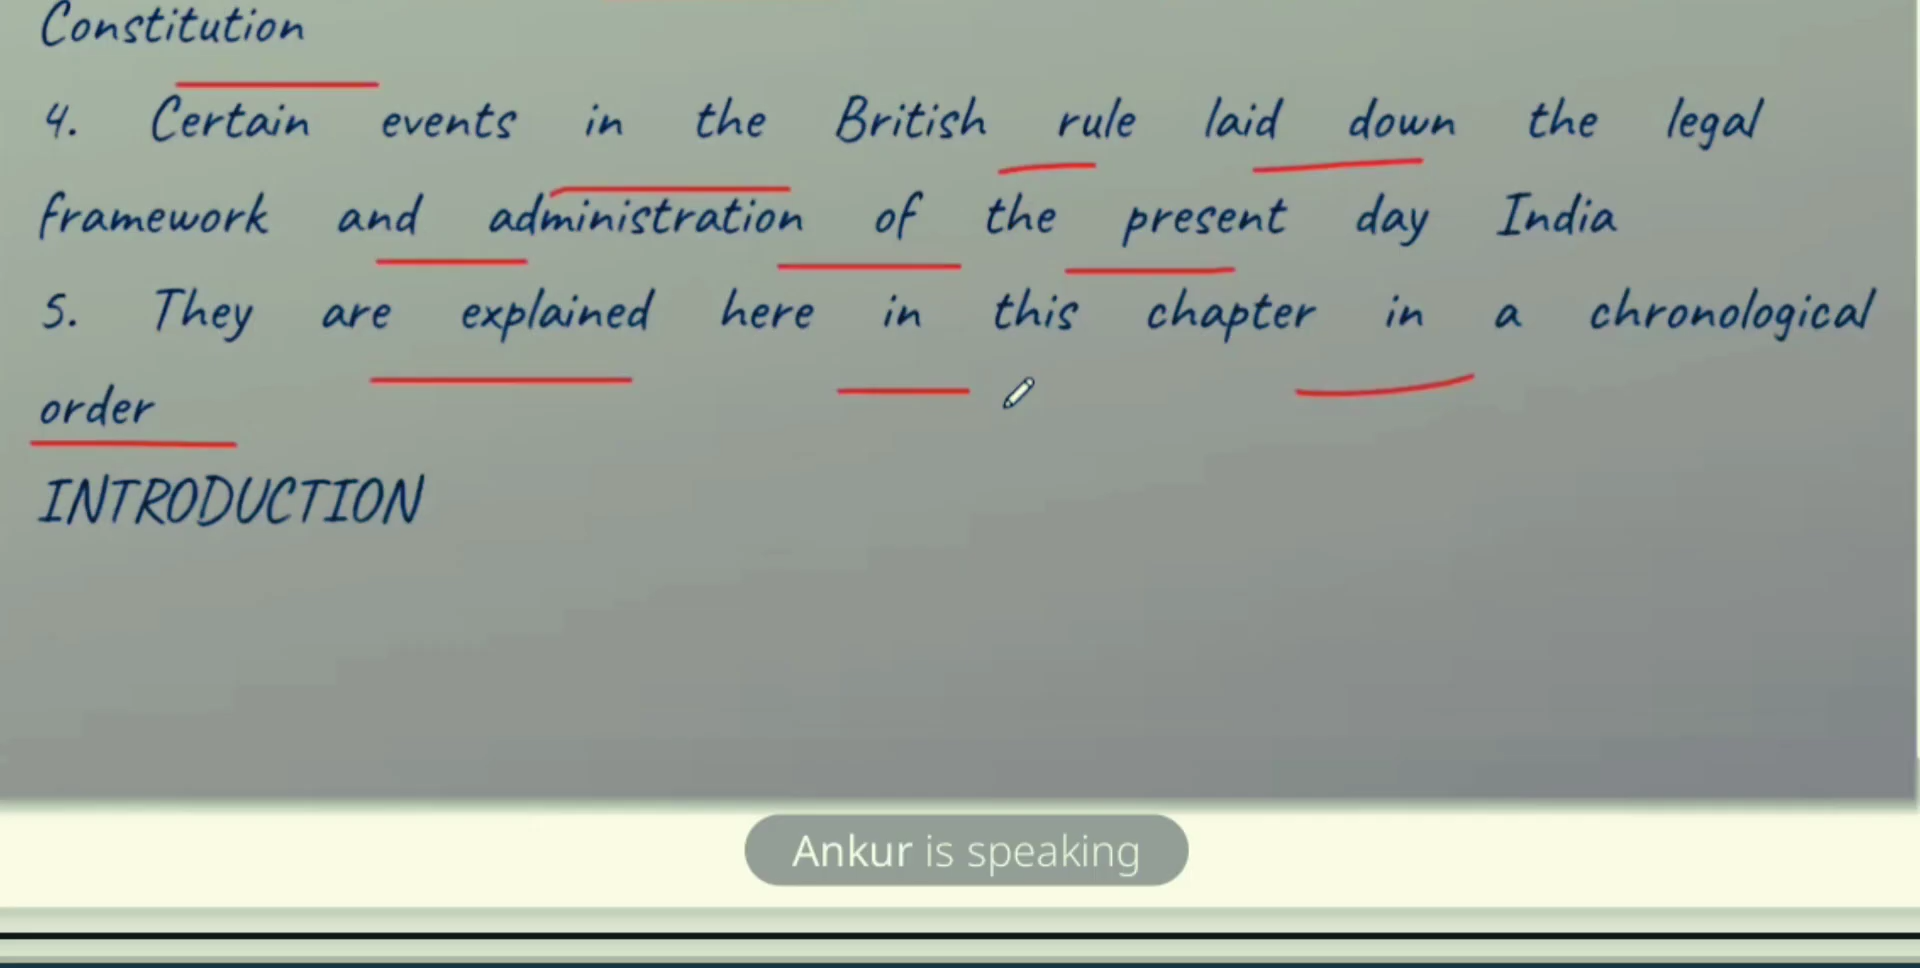 Constitution
4. Certain events in the British rule laid down the legal
framework and administration of the present day India
5. They are explained here in this chapter in a chronological
order
INTRODUCTION
Ankur is speaking